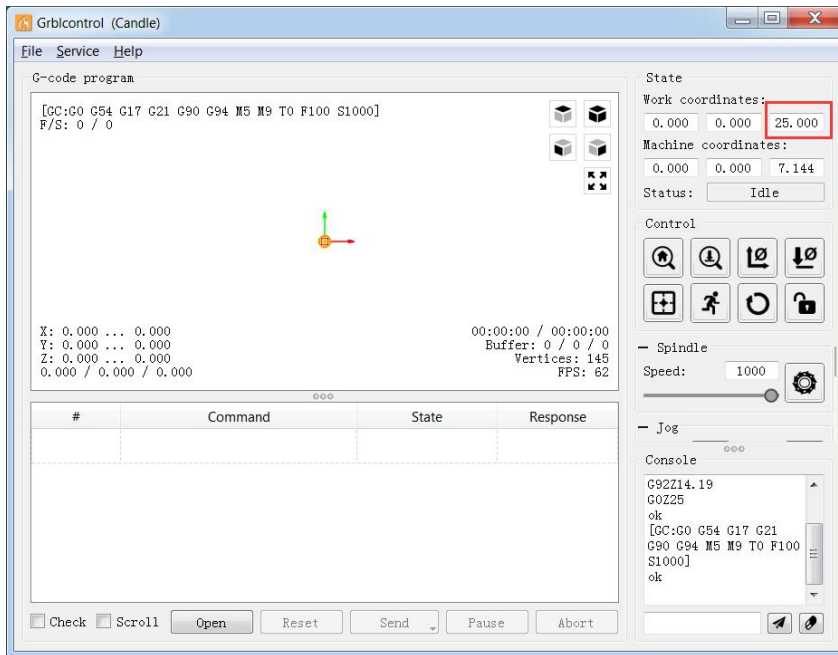 Grblcontrol (Candle)
File Service Help
G-code program
[GC:G0 G54 G17 G21 G90 G94 M5 M9 T0 F100 S1000]
F/S: 0 / 0
X: 0.000 ... 0.000
Y: 0.000 ... 0.000
Z: 0.000 ... 0.000
0.000 / 0.000 / 0.000
00:00:00 / 00:00:00
Buffer: 0 / 0 / 0
Vertices: 145
FPS: 62
# Command State Response
Check Scroll Open Reset Send Pause Abort
State
Work coordinates:
0.000 0.000 25.000
Machine coordinates:
0.000 0.000 7.144
Status: Idle
Control
Spindle
Speed: 1000
Jog
Console
G92Z14.19
G0Z25
ok
[GC:G0 G54 G17 G21
G90 G94 M5 M9 T0 F100
S1000]
ok